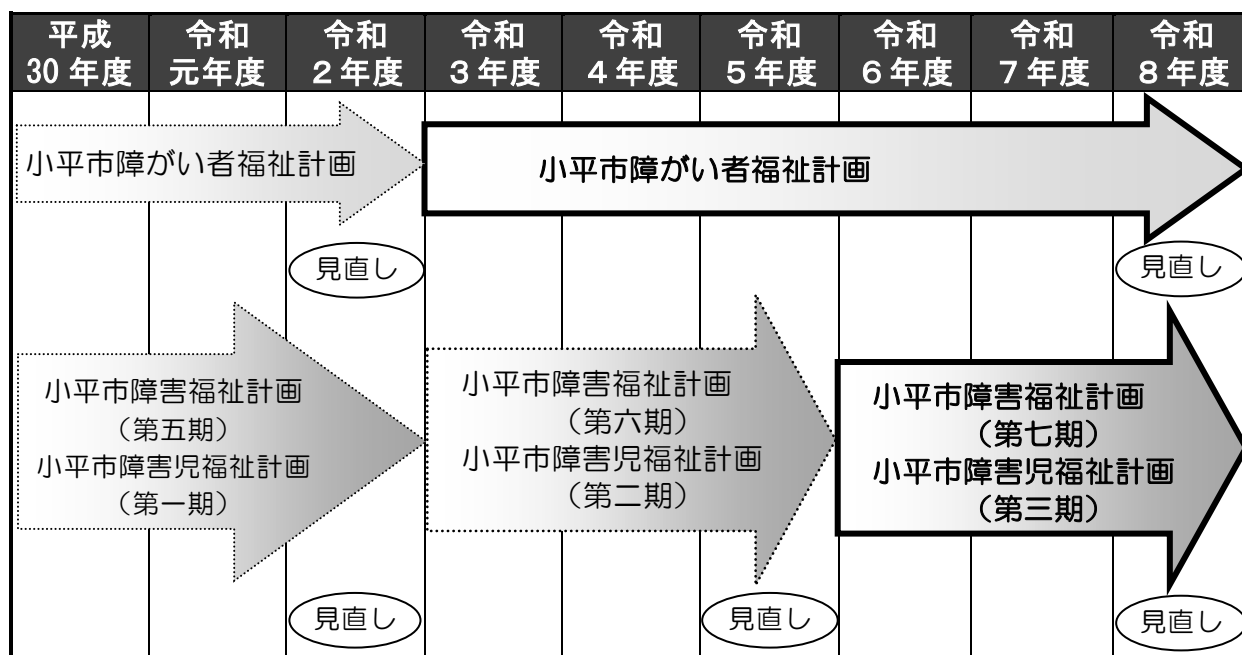 平成
30年度
令和
元年度
令和
2年度
令和
3年度
令和
4年度
令和
5年度
令和
6年度
令和
7年度
令和
8年度
小平市障がい者福祉計画
小平市障がい者福祉計画
見直し
見直し
小平市障害福祉計画
（第五期）
小平市障害児福祉計画
（第一期）
小平市障害福祉計画
（第六期）
小平市障害児福祉計画
（第二期）
小平市障害福祉計画
（第七期）
小平市障害児福祉計画
（第三期）
見直し
見直し
見直し